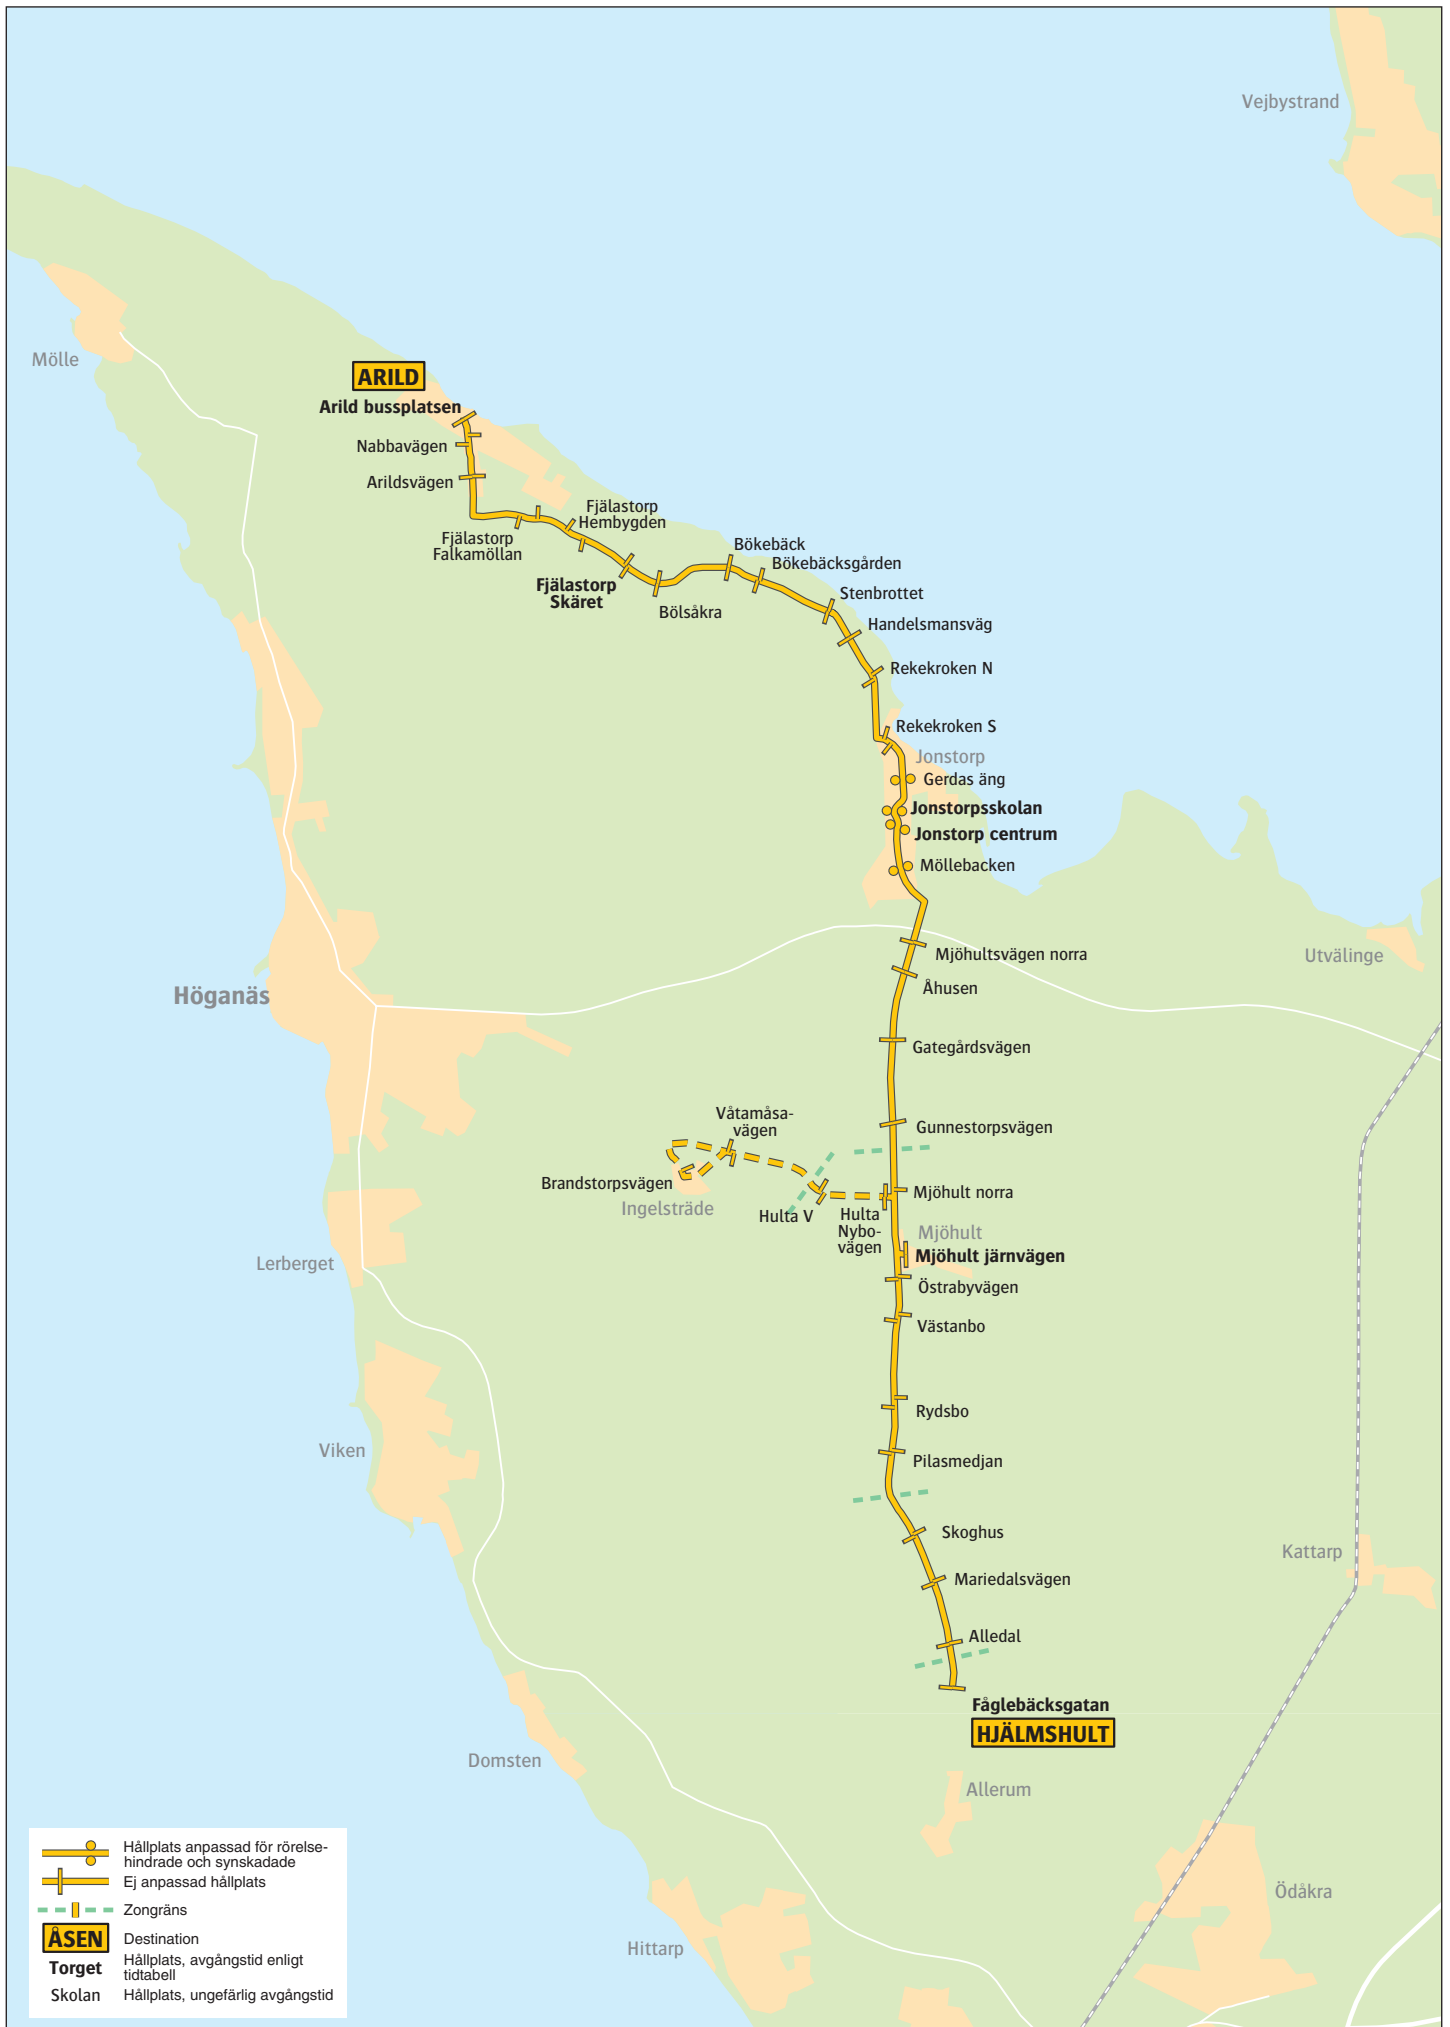 Vejbystrand
Mölle
ARILD
Arild bussplatsen
Nabbavägen
Arildsvägen
Fjälastorp
Hembygden
Fjälastorp
Falkamöllan
Bökebäck
Bökebäcksgården
Fjälastorp
Skäret
Stenbrottet
Bölsåkra
Handelsmansväg
Rekekroken N
Rekekroken S
Jonstorp
Gerdas äng
Jonstorpsskolan
Jonstorp centrum
Möllebacken
Mjöhultsvägen norra
Utvälinge
Åhusen
Höganäs
Gategårdsvägen
Våtamåsa-
vägen
Gunnestorpsvägen
Brandstorpsvägen
Mjöhult norra
Ingelsträde
Hulta V
Hulta
Nybo-
vägen
Mjöhult
Mjöhult järnvägen
Lerberget
Östrabyvägen
Västanbo
Rydsbo
Viken
Pilasmedjan
Skoghus
Kattarp
Mariedalsvägen
Alledal
Fåglebäcksgatan
HJÄLMSHULT
Domsten
Allerum
Ödåkra
Hittarp
Hållplats anpassad för rörelse-
hindrade och synskadade
Ej anpassad hållplats
Zongräns
ÅSEN Destination
Torget Hållplats, avgångstid enligt
tidtabell
Skolan Hållplats, ungefärlig avgångstid